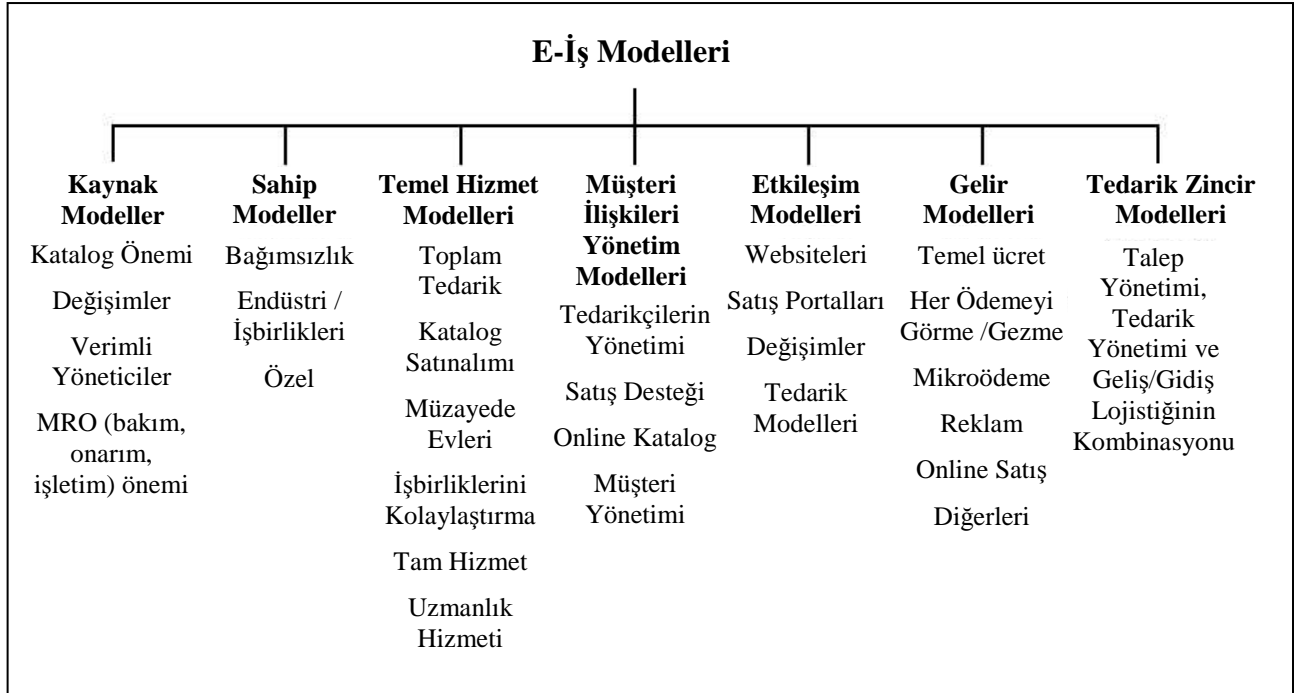 E-İş Modelleri
Kaynak
Modeller
Katalog Önemi
Değişimler
Verimli
Yöneticiler
MRO (bakım,
onarım,
işletim) önemi
Sahip
Modeller
Bağımsızlık
Endüstri /
İşbirlikleri
Özel
Temel Hizmet
Modelleri
Toplam
Tedarik
Katalog
Satınalımı
Müzayede
Evleri
İşbirliklerini
Kolaylaştırma
Tam Hizmet
Uzmanlık
Hizmeti
Müşteri
İlişkileri
Yönetim
Modelleri
Tedarikçilerin
Yönetimi
Satış Desteği
Online Katalog
Müşteri
Yönetimi
Etkileşim
Modelleri
Websiteleri
Satış Portalları
Değişimler
Tedarik
Modelleri
Gelir
Modelleri
Temel ücret
Her Ödemeyi
Görme /Gezme
Mikroödeme
Reklam
Online Satış
Diğerleri
Tedarik Zincir
Modelleri
Talep
Yönetimi,
Tedarik
Yönetimi ve
Geliş/Gidiş
Lojistiğinin
Kombinasyonu